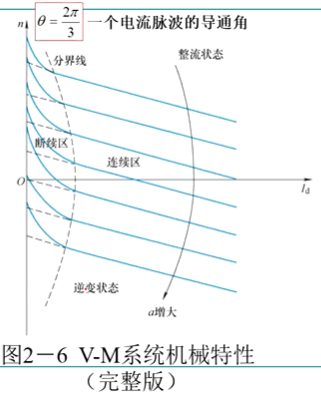 n
θ = 2π/3 一个电流脉波的导通角
分界线
整流状态
断续区
连续区
O
I_d
逆变状态
a增大
图2－6 V-M系统机械特性
（完整版）